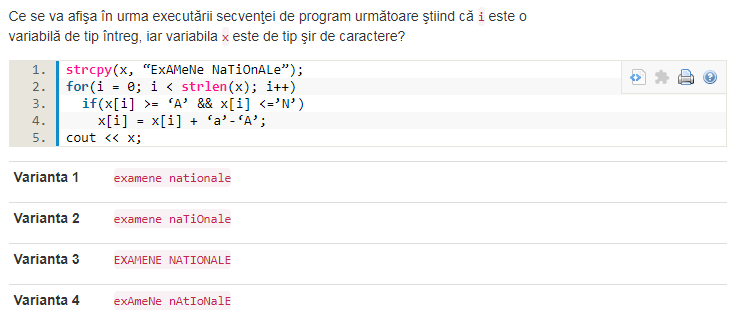 Ce se va afişa în urma executării secvenţei de program următoare ştiind că i este o
variabilă de tip întreg, iar variabila x este de tip şir de caractere?
1. strcpy(x, “ExAMeNe NaTiOnALe”);
2. for(i = 0; i < strlen(x); i++)
3. if(x[i] >= ‘A’ && x[i] <=’N’)
4. x[i] = x[i] + ‘a’-‘A’;
5. cout << x;
Varianta 1 examene nationale
Varianta 2 examene naTiOnale
Varianta 3 EXAMENE NATIONALE
Varianta 4 exAmeNe nAtIoNalE